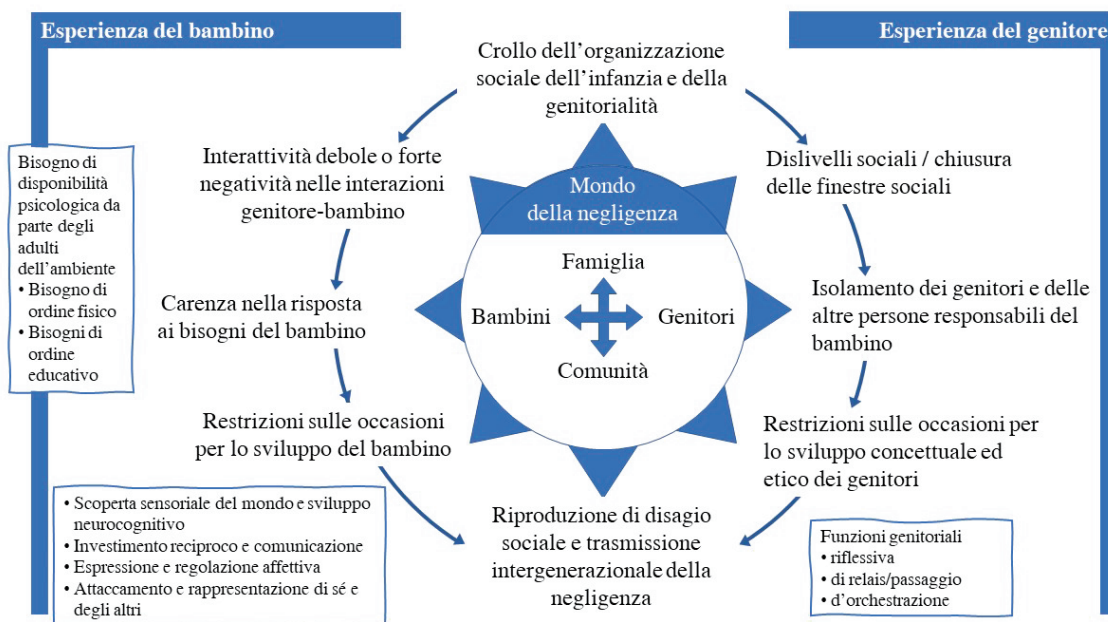 Esperienza del bambino
Esperienza del genitore
Crollo dell'organizzazione
sociale dell'infanzia e della
genitorialità
Interattività debole o forte
negatività nelle interazioni
genitore-bambino
Dislivelli sociali / chiusura
delle finestre sociali
Bisogno di
disponibilità
psicologica da
parte degli
adulti
dell'ambiente
• Bisogno di
ordine fisico
• Bisogni di
ordine
educativo
Mondo
della negligenza
Famiglia
Bambini
Genitori
Comunità
Carenza nella risposta
ai bisogni del bambino
Isolamento dei genitori e delle
altre persone responsabili del
bambino
Restrizioni sulle occasioni
per lo sviluppo del bambino
Restrizioni sulle occasioni per
lo sviluppo concettuale ed
etico dei genitori
• Scoperta sensoriale del mondo e sviluppo
neurocognitivo
• Investimento reciproco e comunicazione
• Espressione e regolazione affettiva
• Attaccamento e rappresentazione di sé e
degli altri
Riproduzione di disagio
sociale e trasmissione
intergenerazionale della
negligenza
Funzioni genitoriali
• riflessiva
• di relais/passaggio
• d'orchestrazione